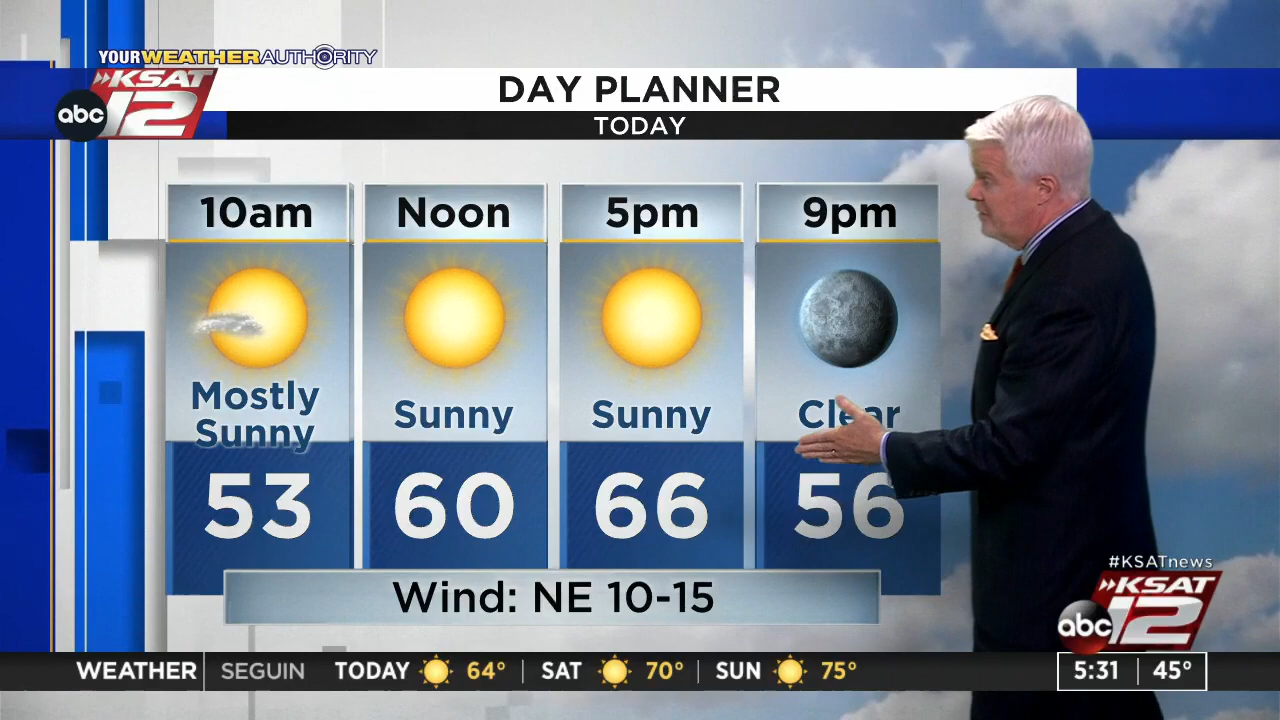 YOURWEATHERAUTHORITY
KSAT
abc 12
DAY PLANNER
TODAY
10am Noon 5pm 9pm
Mostly
Sunny Sunny Sunny Clear
53 60 66 56
Wind: NE 10-15
#KSATnews
KSAT
abc 12
WEATHER SEGUIN TODAY 64° SAT 70° SUN 75° 5:31 45°